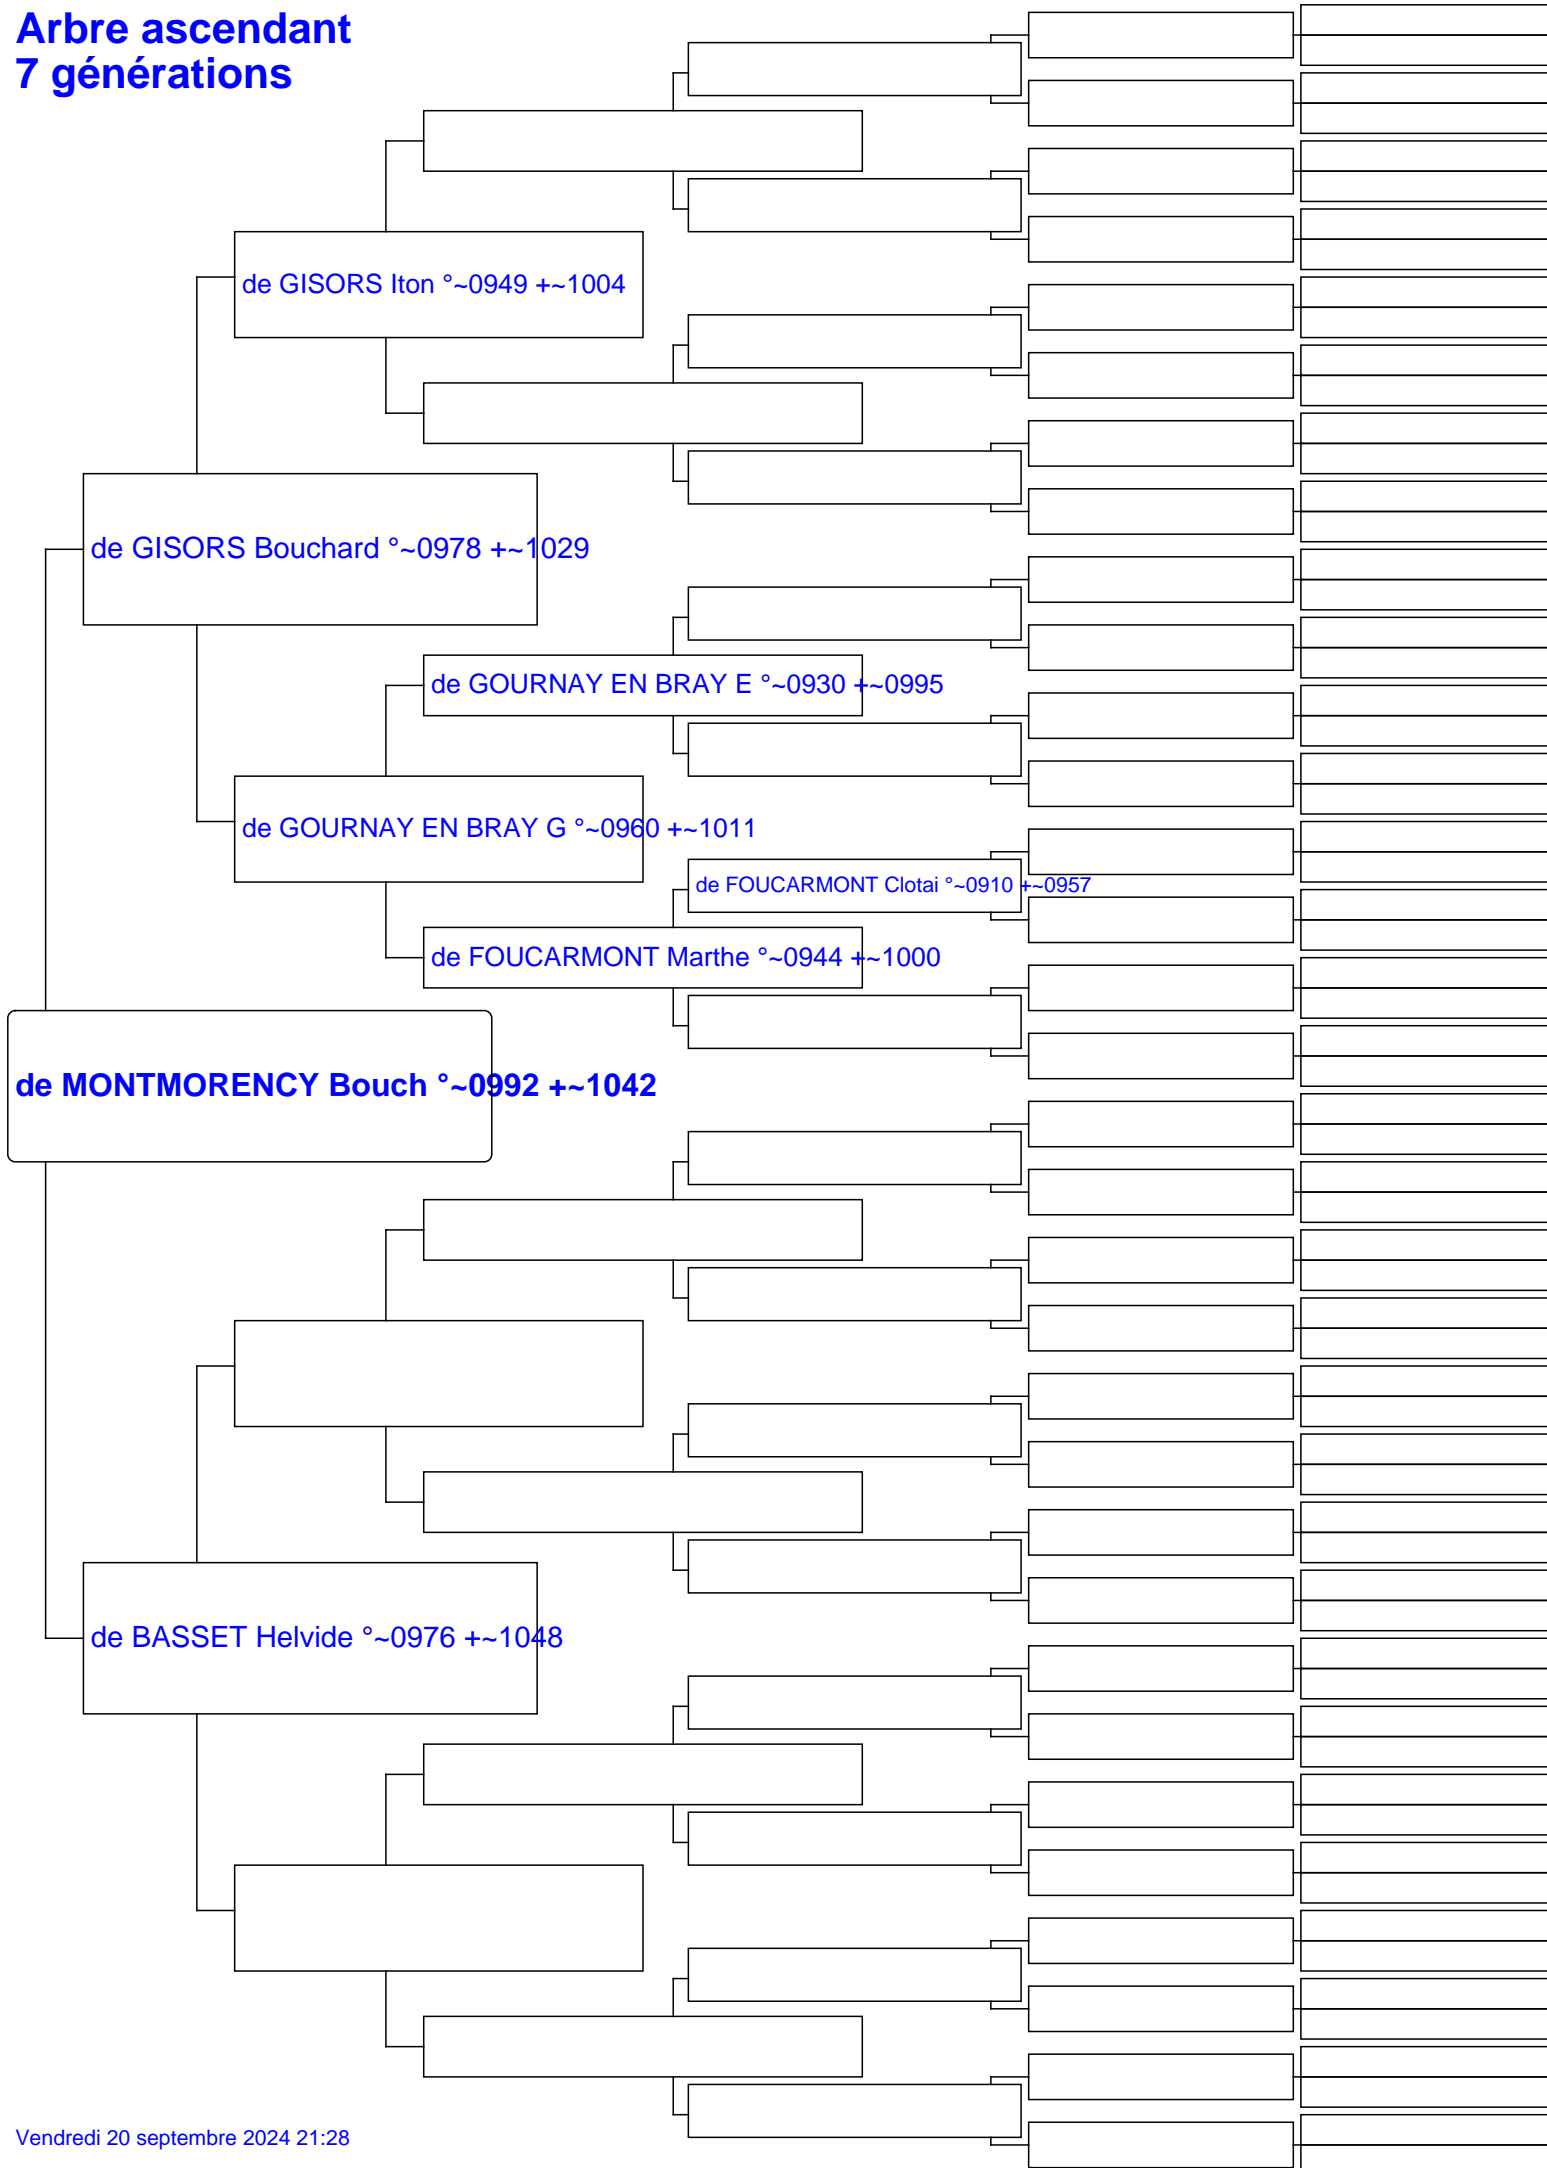 Arbre ascendant
7 générations
de GISORS Iton °~0949 +~1004
de GISORS Bouchard °~0978 +~1029
de GOURNAY EN BRAY E °~0930 +~0995
de GOURNAY EN BRAY G °~0960 +~1011
de FOUCARMONT Clotai °~0910 +~0957
de FOUCARMONT Marthe °~0944 +~1000
de MONTMORENCY Bouch °~0992 +~1042
de BASSET Helvide °~0976 +~1048
Vendredi 20 septembre 2024 21:28